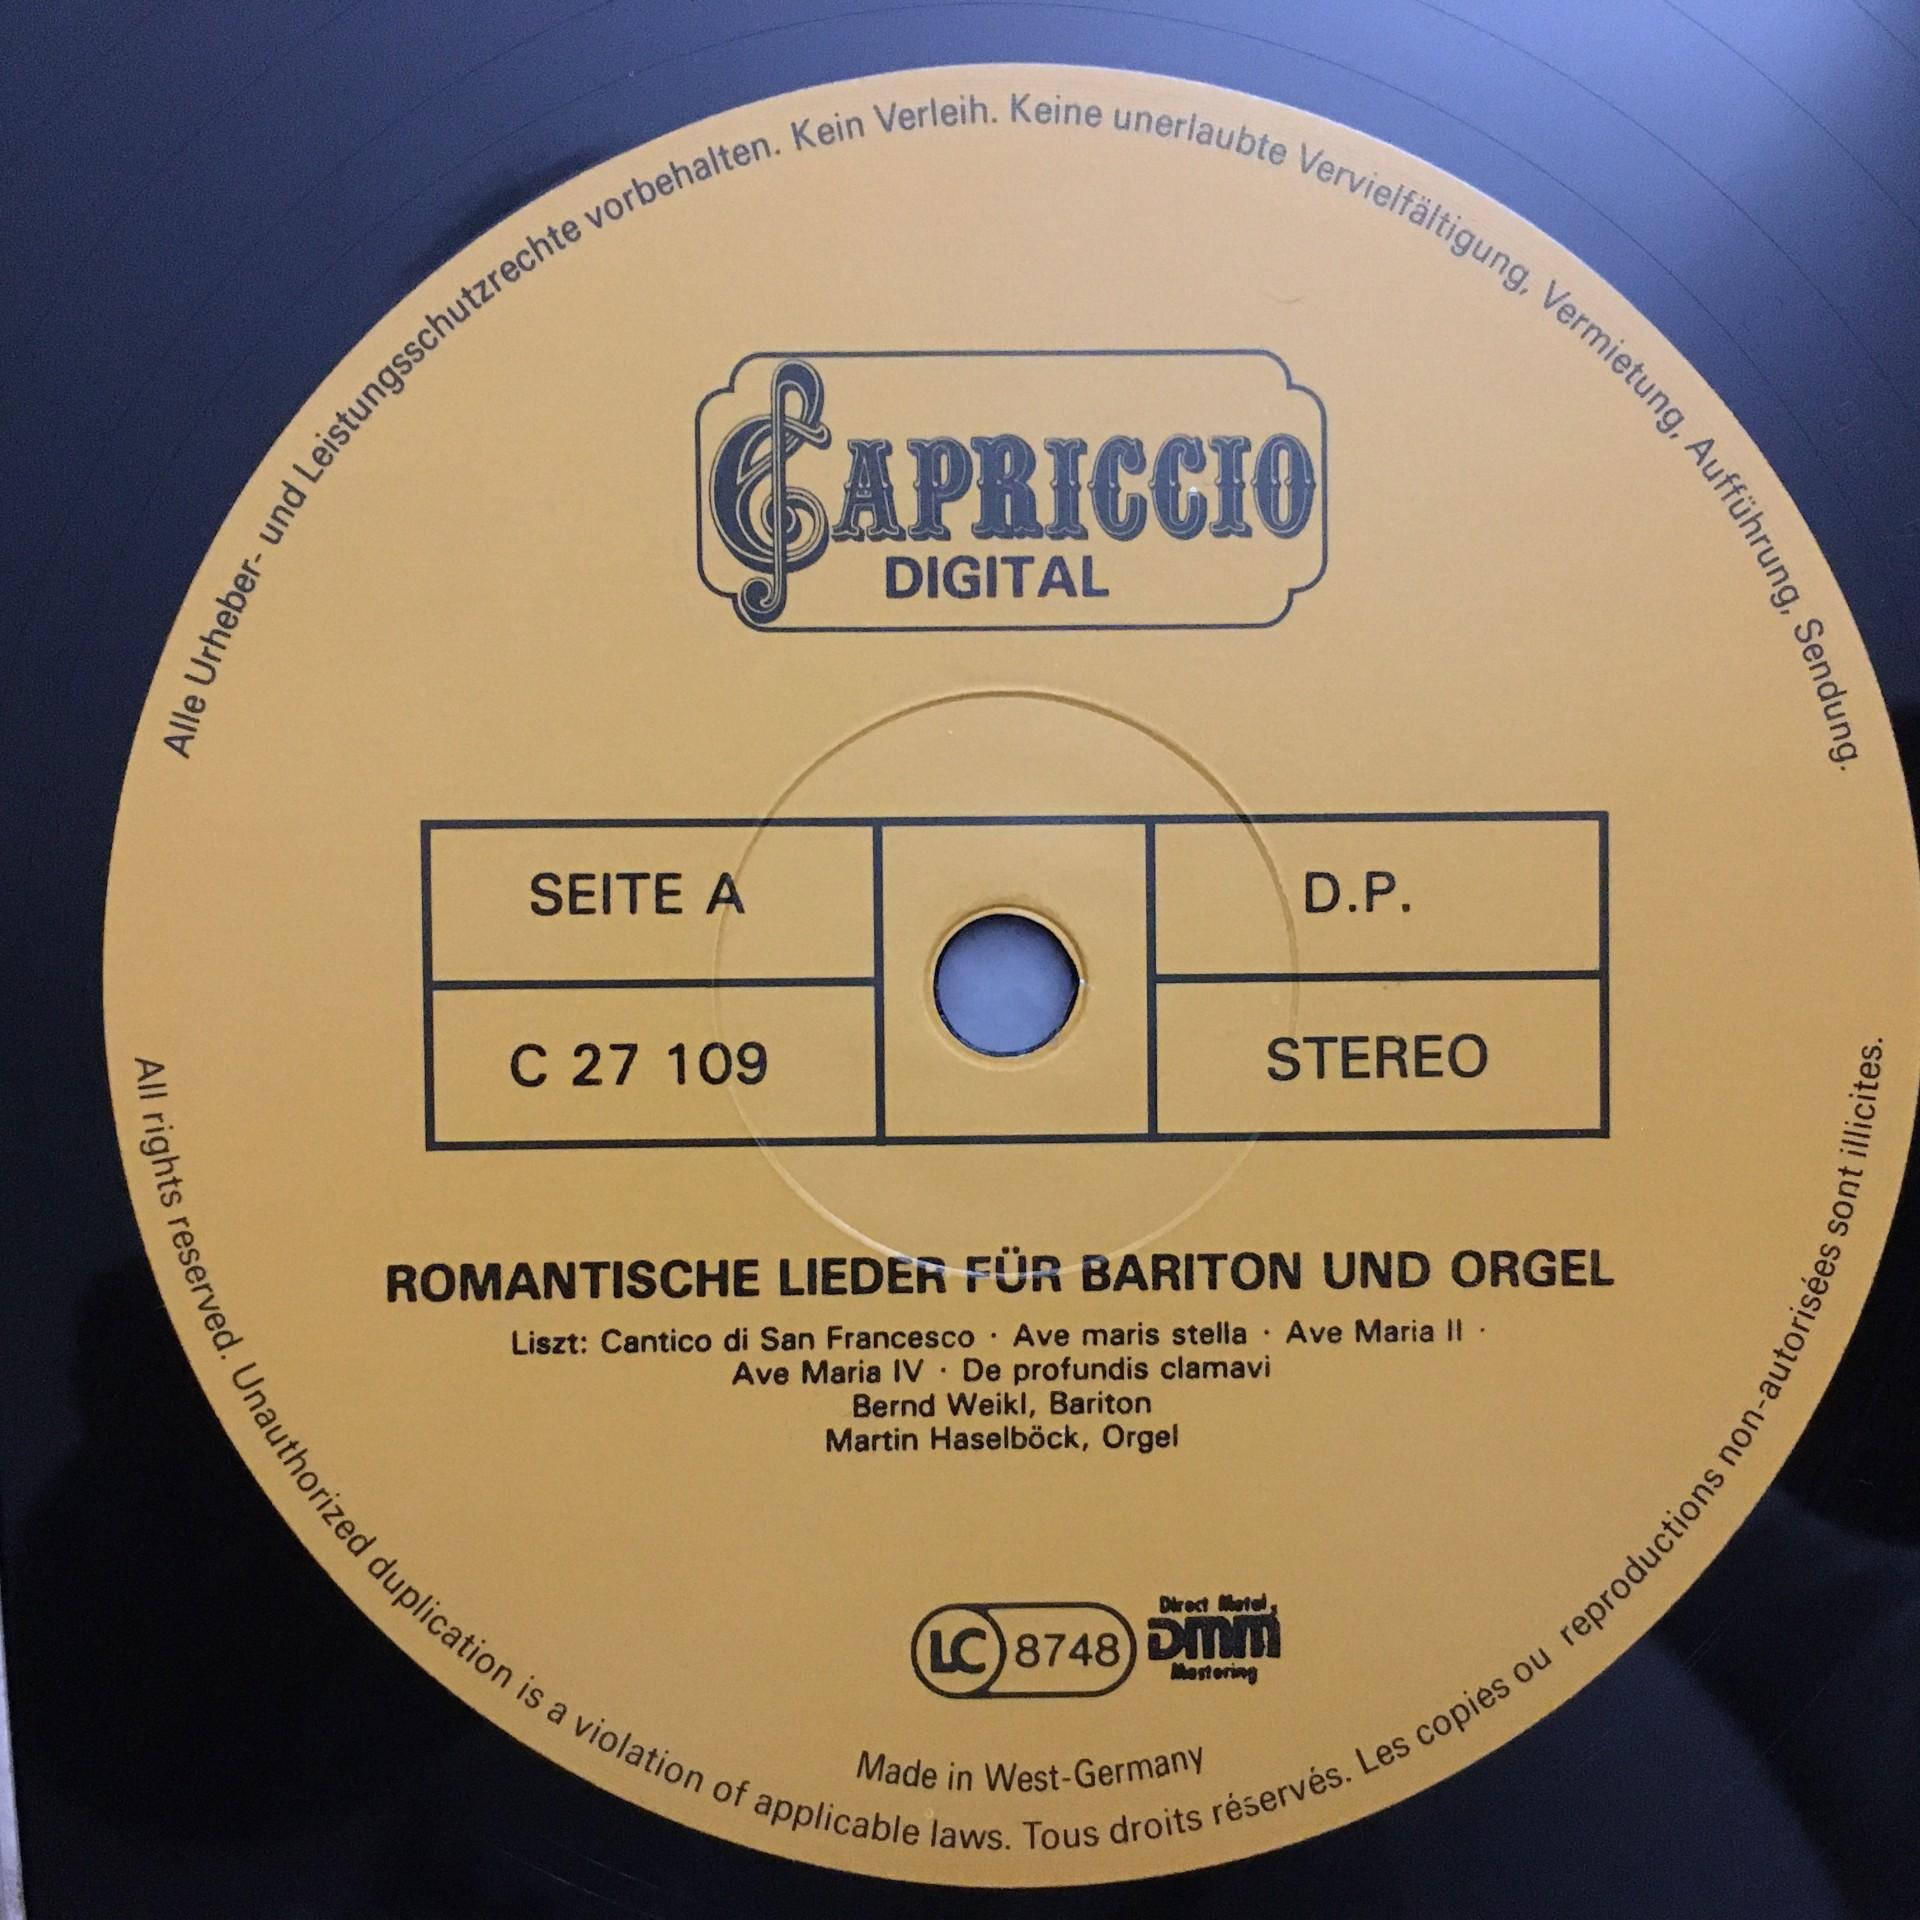 Alle Urheber- und Leistungsschutzrechte vorbehalten. Kein Verleih. Keine unerlaubte Vervielfältigung, Vermietung, Aufführung, Sendung.
CAPRICCIO
DIGITAL
SEITE A
D.P.
C 27 109
STEREO
ROMANTISCHE LIEDER FÜR BARITON UND ORGEL
Liszt: Cantico di San Francesco · Ave maris stella · Ave Maria II ·
Ave Maria IV · De profundis clamavi
Bernd Weikl, Bariton
Martin Haselböck, Orgel
LC 8748
Direct Metal
DMM
Mastering
Made in West-Germany
All rights reserved. Unauthorized duplication is a violation of applicable laws. Tous droits réservés. Les copies ou reproductions non-autorisées sont illicites.